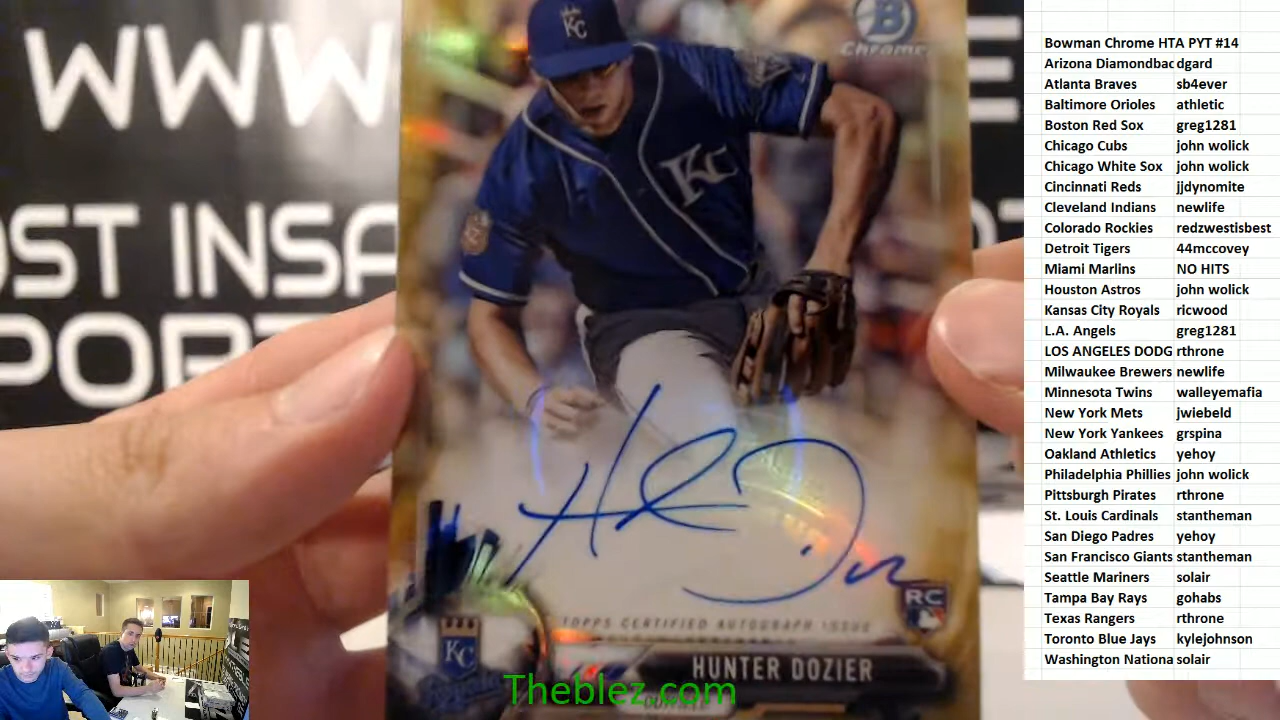 WWW
E
OST INSA
PORT
KC
KC
B
Chrome
TOPPS CERTIFIED AUTOGRAPH ISSUE
RC
KC
Royals
HUNTER DOZIER
Theblez.com
Bowman Chrome HTA PYT #14
Arizona Diamondbac dgard
Atlanta Braves sb4ever
Baltimore Orioles athletic
Boston Red Sox greg1281
Chicago Cubs john wolick
Chicago White Sox john wolick
Cincinnati Reds jjdynomite
Cleveland Indians newlife
Colorado Rockies redzwestisbest
Detroit Tigers 44mccovey
Miami Marlins NO HITS
Houston Astros john wolick
Kansas City Royals ricwood
L.A. Angels greg1281
LOS ANGELES DODG rthrone
Milwaukee Brewers newlife
Minnesota Twins walleyemafia
New York Mets jwiebeld
New York Yankees grspina
Oakland Athletics yehoy
Philadelphia Phillies john wolick
Pittsburgh Pirates rthrone
St. Louis Cardinals stantheman
San Diego Padres yehoy
San Francisco Giants stantheman
Seattle Mariners solair
Tampa Bay Rays gohabs
Texas Rangers rthrone
Toronto Blue Jays kylejohnson
Washington Nationa solair